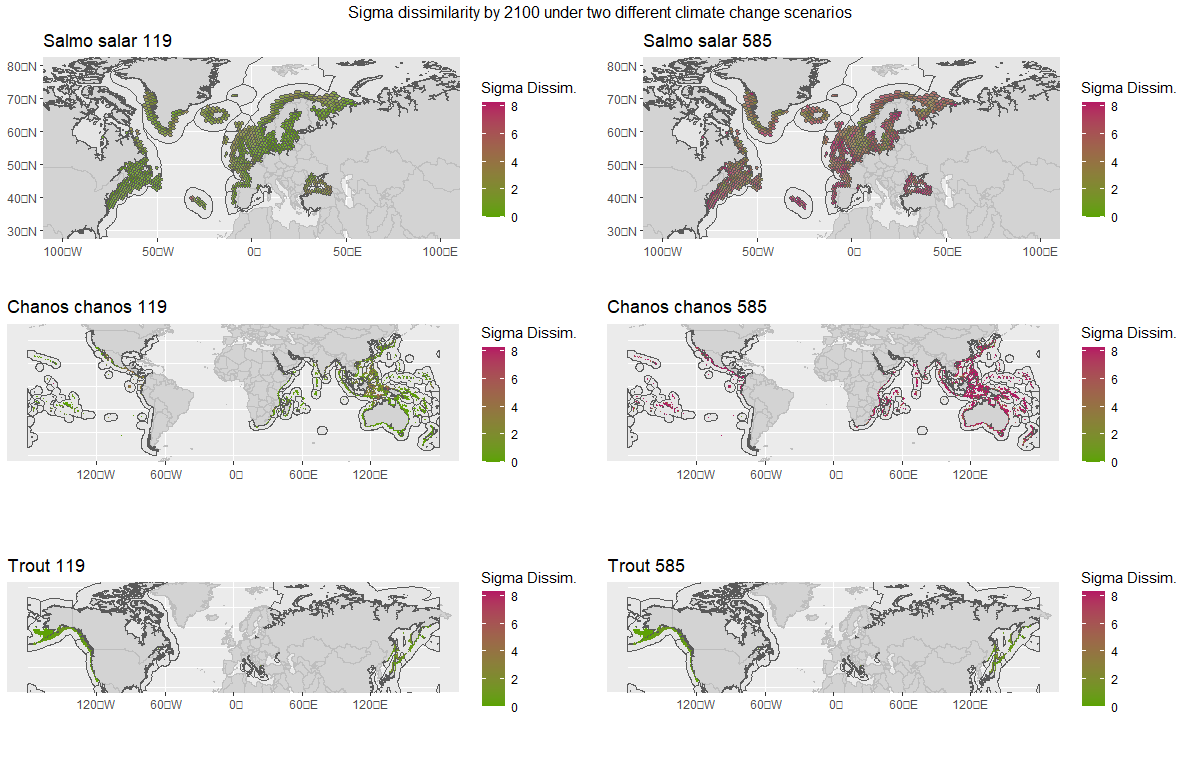 Sigma dissimilarity by 2100 under two different climate change scenarios
Salmo salar 119
80□N
70□N
60□N
50□N
40□N
30□N
100□W 50□W 0□ 50□E 100□E
Sigma Dissim.
8
6
4
2
0
Salmo salar 585
80□N
70□N
60□N
50□N
40□N
30□N
100□W 50□W 0□ 50□E 100□E
Sigma Dissim.
8
6
4
2
0
Chanos chanos 119
120□W 60□W 0□ 60□E 120□E
Sigma Dissim.
8
6
4
2
0
Chanos chanos 585
120□W 60□W 0□ 60□E 120□E
Sigma Dissim.
8
6
4
2
0
Trout 119
120□W 60□W 0□ 60□E 120□E
Sigma Dissim.
8
6
4
2
0
Trout 585
120□W 60□W 0□ 60□E 120□E
Sigma Dissim.
8
6
4
2
0